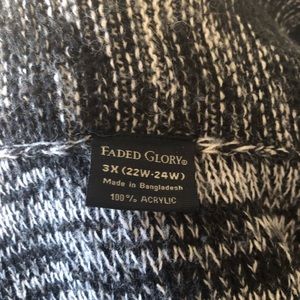 FADED GLORY®
3X (22W-24W)
Made in Bangladesh
100% ACRYLIC